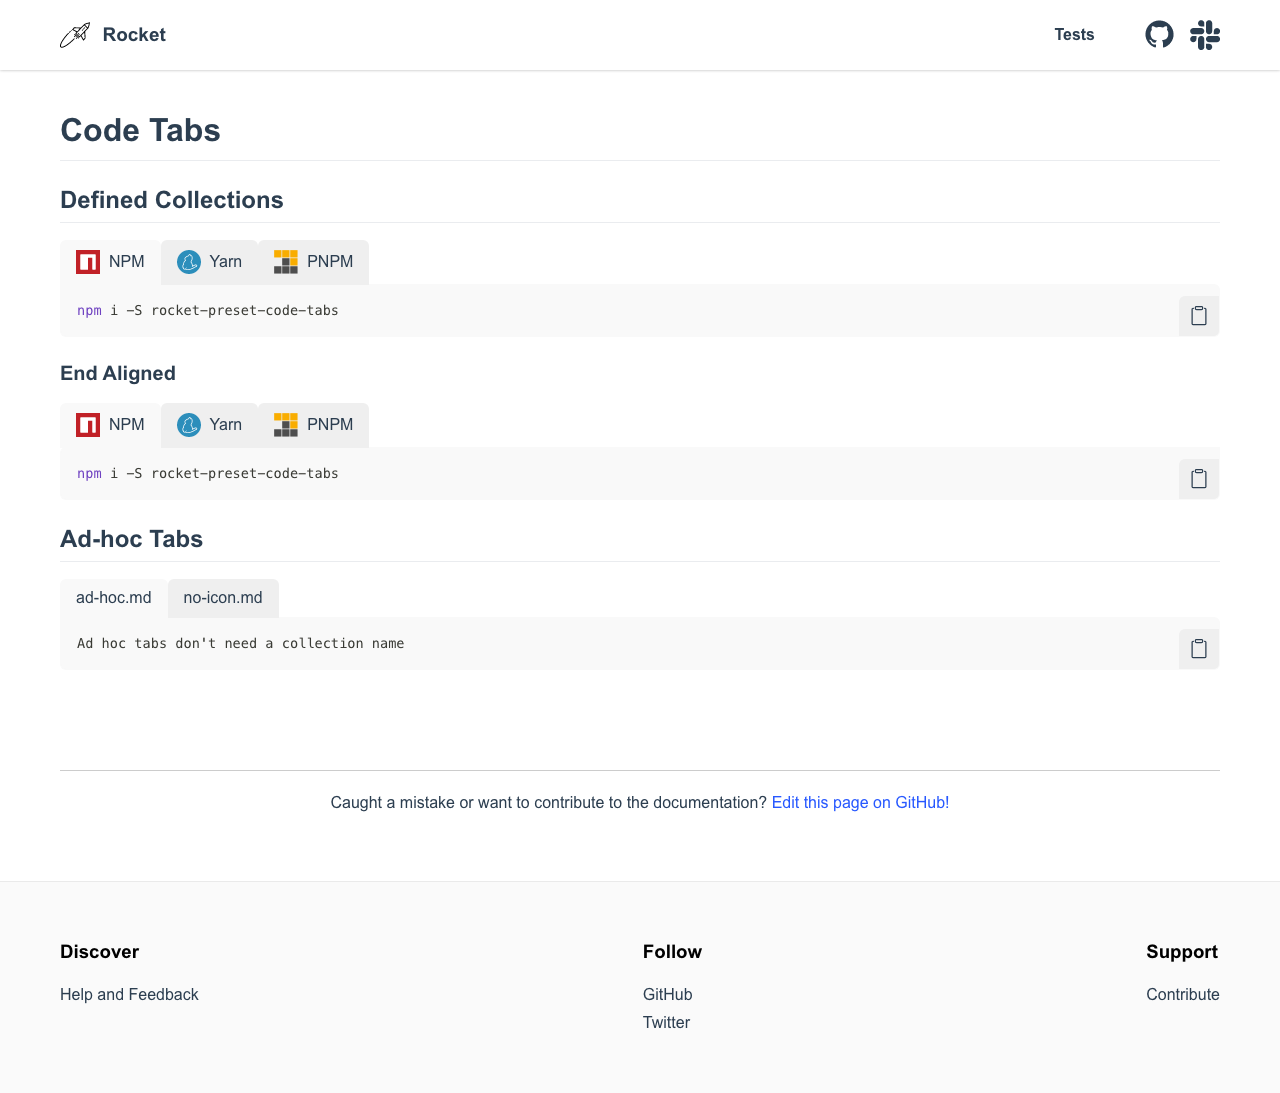 Rocket
Tests
Code Tabs
Defined Collections
NPM Yarn PNPM
npm i -S rocket-preset-code-tabs
End Aligned
NPM Yarn PNPM
npm i -S rocket-preset-code-tabs
Ad-hoc Tabs
ad-hoc.md no-icon.md
Ad hoc tabs don't need a collection name
Caught a mistake or want to contribute to the documentation? Edit this page on GitHub!
Discover
Help and Feedback
Follow
GitHub
Twitter
Support
Contribute